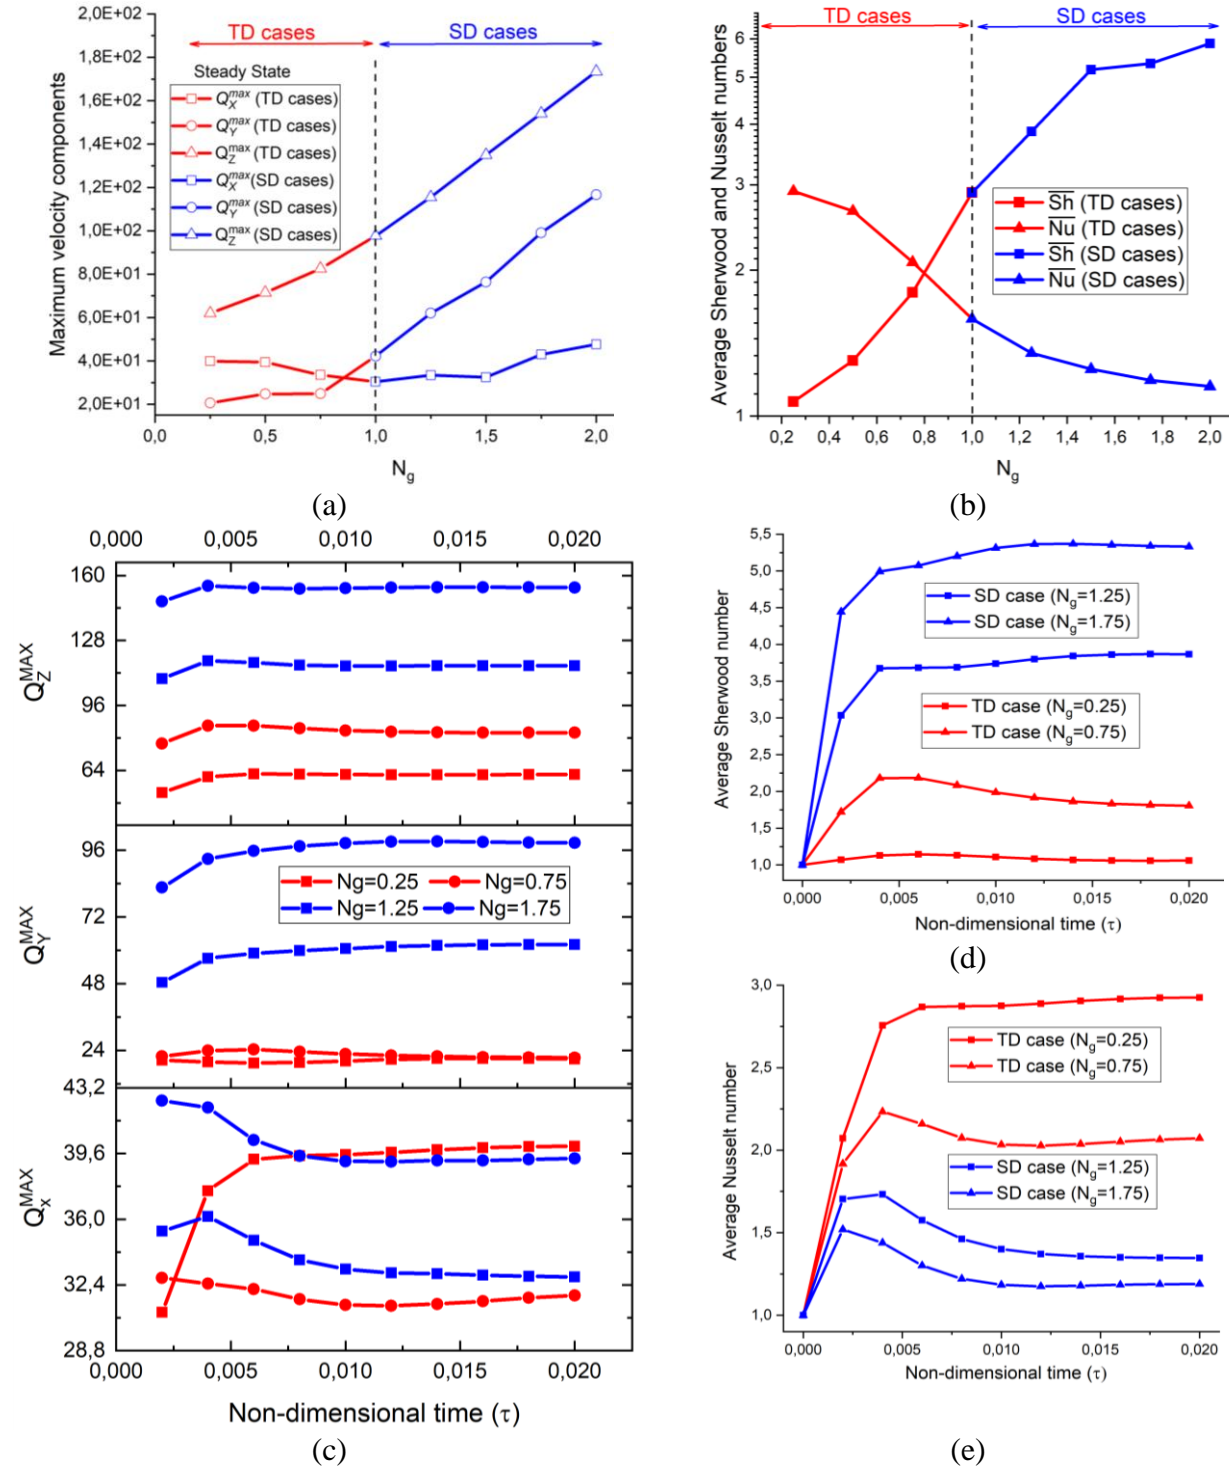 TD cases
SD cases
Steady State
Q_X^max (TD cases)
Q_Y^max (TD cases)
Q_Z^max (TD cases)
Q_X^max (SD cases)
Q_Y^max (SD cases)
Q_Z^max (SD cases)
Maximum velocity components
2,0E+02
1,8E+02
1,6E+02
1,4E+02
1,2E+02
1,0E+02
8,0E+01
6,0E+01
4,0E+01
2,0E+01
0,0 0,5 1,0 1,5 2,0
N_g
(a)
TD cases
SD cases
Average Sherwood and Nusselt numbers
6
5
4
3
2
1
Sh (TD cases)
Nu (TD cases)
Sh (SD cases)
Nu (SD cases)
0,2 0,4 0,6 0,8 1,0 1,2 1,4 1,6 1,8 2,0
N_g
(b)
0,000 0,005 0,010 0,015 0,020
Q_Z^MAX
160
128
96
64
Q_Y^MAX
96
72
48
24
Ng=0.25 Ng=0.75
Ng=1.25 Ng=1.75
Q_x^MAX
43,2
39,6
36,0
32,4
28,8
0,000 0,005 0,010 0,015 0,020
Non-dimensional time (τ)
(c)
Average Sherwood number
5,5
5,0
4,5
4,0
3,5
3,0
2,5
2,0
1,5
1,0
SD case (N_g=1.25)
SD case (N_g=1.75)
TD case (N_g=0.25)
TD case (N_g=0.75)
0,000 0,005 0,010 0,015 0,020
Non-dimensional time (τ)
(d)
Average Nusselt number
3,0
2,5
2,0
1,5
1,0
TD case (N_g=0.25)
TD case (N_g=0.75)
SD case (N_g=1.25)
SD case (N_g=1.75)
0,000 0,005 0,010 0,015 0,020
Non-dimensional time (τ)
(e)